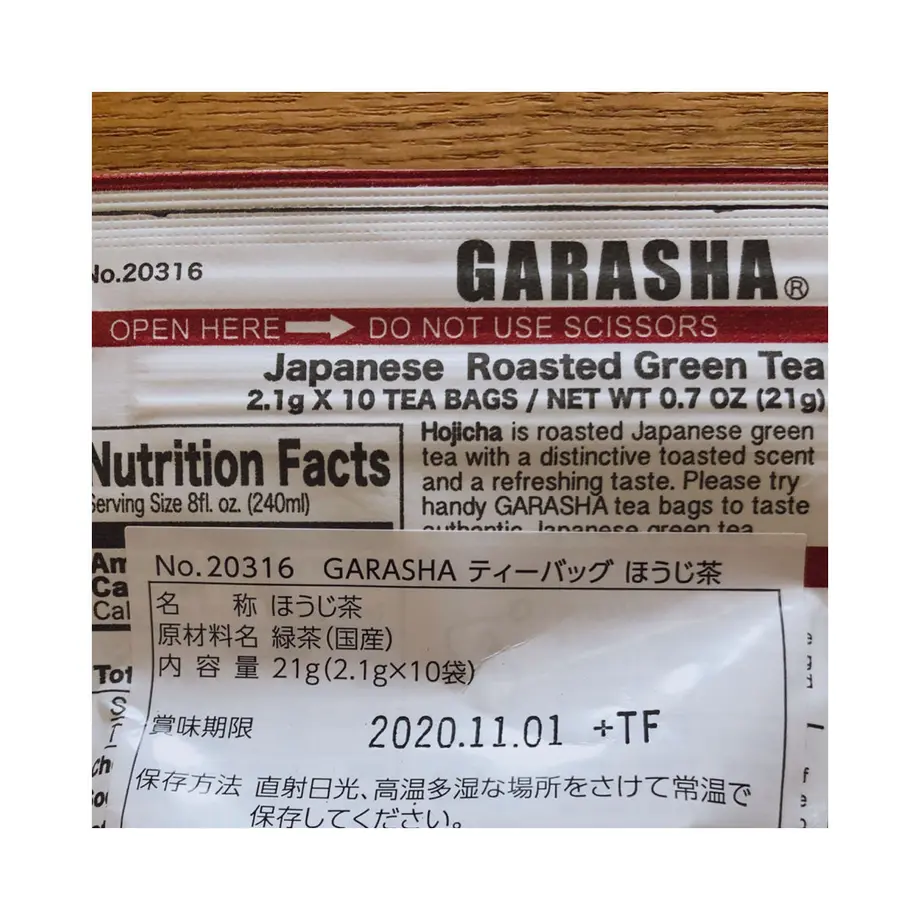 No.20316
GARASHA®
OPEN HERE → DO NOT USE SCISSORS
Japanese Roasted Green Tea
2.1g X 10 TEA BAGS / NET WT 0.7 OZ (21g)
Nutrition Facts
Serving Size 8fl. oz. (240ml)
Hojicha is roasted Japanese green
tea with a distinctive toasted scent
and a refreshing taste. Please try
handy GARASHA tea bags to taste
authentic Japanese green tea
No.20316 GARASHA ティーバッグ ほうじ茶
名 称 ほうじ茶
原材料名 緑茶(国産)
内容量 21g(2.1g×10袋)
賞味期限 2020.11.01 +TF
保存方法 直射日光、高温多湿な場所をさけて常温で
保存してください。